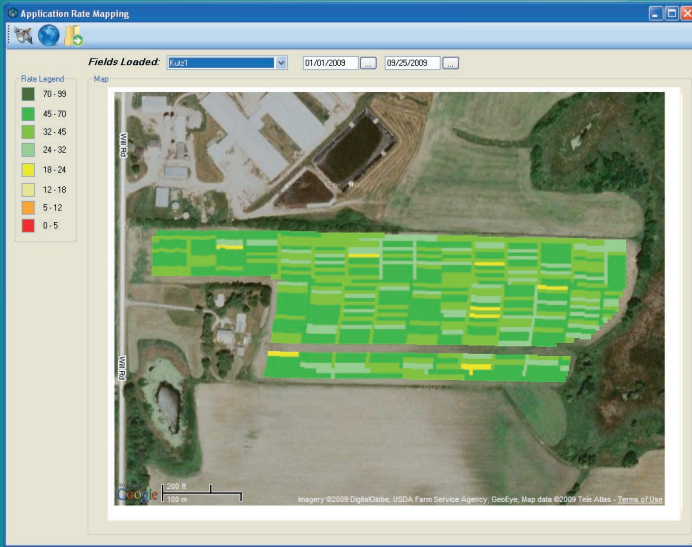 Application Rate Mapping
Fields Loaded: Kutz1 01/01/2009 ... 09/25/2009 ...
Rate Legend
70 - 99
45 - 70
32 - 45
24 - 32
18 - 24
12 - 18
5 - 12
0 - 5
Map
Will Rd
Will Rd
Google
200 ft
100 m
Imagery ©2009 DigitalGlobe, USDA Farm Service Agency, GeoEye, Map data ©2009 Tele Atlas - Terms of Use